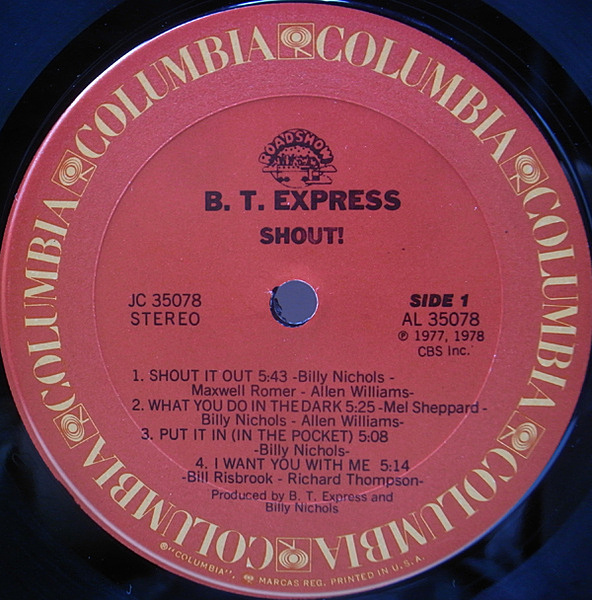 COLUMBIA COLUMBIA COLUMBIA COLUMBIA COLUMBIA COLUMBIA COLUMBIA
ROADSHOW
B. T. EXPRESS
SHOUT!
JC 35078
STEREO
SIDE 1
AL 35078
℗ 1977, 1978
CBS Inc.
1. SHOUT IT OUT 5:43 -Billy Nichols -
Maxwell Romer - Allen Williams-
2. WHAT YOU DO IN THE DARK 5:25 -Mel Sheppard -
Billy Nichols - Allen Williams-
3. PUT IT IN (IN THE POCKET) 5:08
-Billy Nichols-
4. I WANT YOU WITH ME 5:14
-Bill Risbrook - Richard Thompson-
Produced by B. T. Express and
Billy Nichols
®"COLUMBIA", MARCAS REG. PRINTED IN U.S.A.